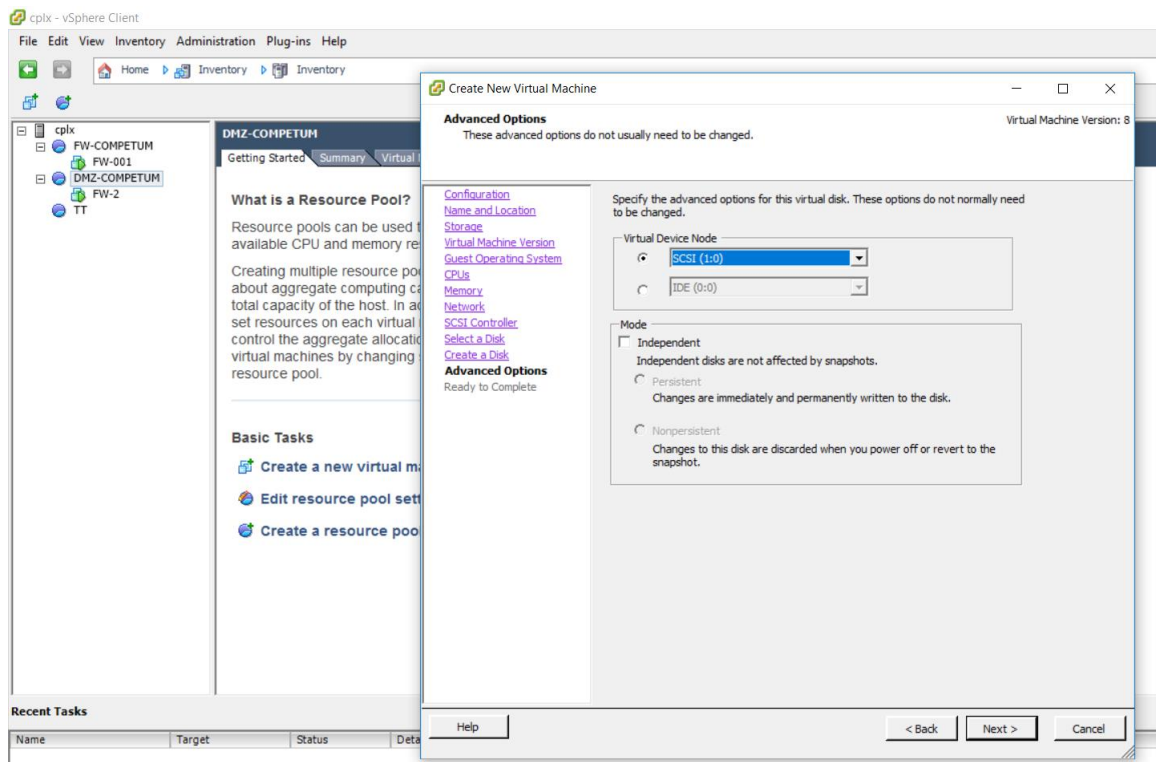 cplx - vSphere Client
File Edit View Inventory Administration Plug-ins Help
Home Inventory Inventory
cplx
FW-COMPETUM
FW-001
DMZ-COMPETUM
FW-2
TT
DMZ-COMPETUM
Getting Started Summary Virtual
What is a Resource Pool?
Resource pools can be used
available CPU and memory re
Creating multiple resource poo
about aggregate computing ca
total capacity of the host. In ad
set resources on each virtual
control the aggregate allocatio
virtual machines by changing
resource pool.
Basic Tasks
Create a new virtual ma
Edit resource pool sett
Create a resource poo
Recent Tasks
Name Target Status Deta
Create New Virtual Machine
Advanced Options
These advanced options do not usually need to be changed.
Virtual Machine Version: 8
Configuration
Name and Location
Storage
Virtual Machine Version
Guest Operating System
CPUs
Memory
Network
SCSI Controller
Select a Disk
Create a Disk
Advanced Options
Ready to Complete
Specify the advanced options for this virtual disk. These options do not normally need
to be changed.
Virtual Device Node
SCSI (1:0)
IDE (0:0)
Mode
Independent
Independent disks are not affected by snapshots.
Persistent
Changes are immediately and permanently written to the disk.
Nonpersistent
Changes to this disk are discarded when you power off or revert to the
snapshot.
Help
< Back Next > Cancel